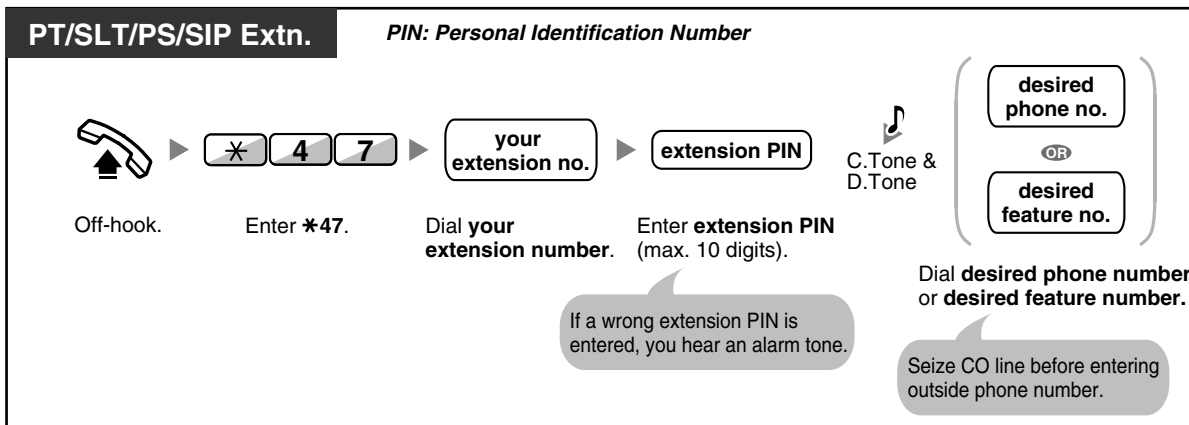 PT/SLT/PS/SIP Extn.
PIN: Personal Identification Number
✱ 4 7
your
extension no.
extension PIN
C.Tone &
D.Tone
desired
phone no.
OR
desired
feature no.
Off-hook.
Enter ✱47.
Dial your
extension number.
Enter extension PIN
(max. 10 digits).
If a wrong extension PIN is
entered, you hear an alarm tone.
Dial desired phone number
or desired feature number.
Seize CO line before entering
outside phone number.